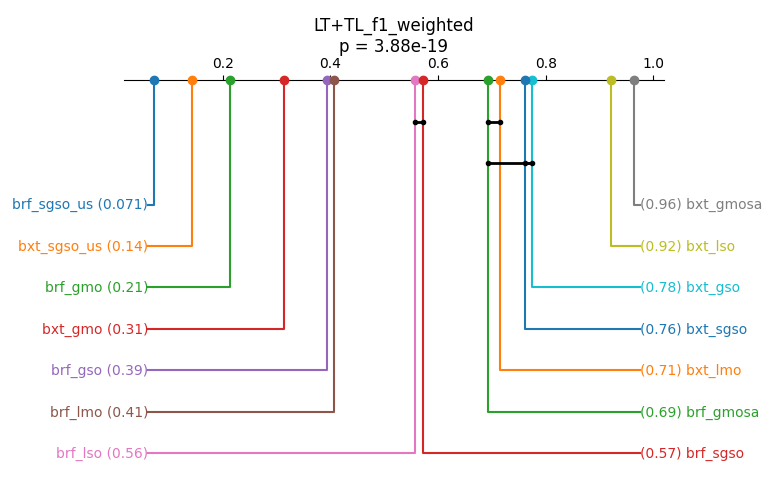 LT+TL_f1_weighted
p = 3.88e-19
0.2 0.4 0.6 0.8 1.0
brf_sgso_us (0.071) (0.96) bxt_gmosa
bxt_sgso_us (0.14) (0.92) bxt_lso
brf_gmo (0.21) (0.78) bxt_gso
bxt_gmo (0.31) (0.76) bxt_sgso
brf_gso (0.39) (0.71) bxt_lmo
brf_lmo (0.41) (0.69) brf_gmosa
brf_lso (0.56) (0.57) brf_sgso